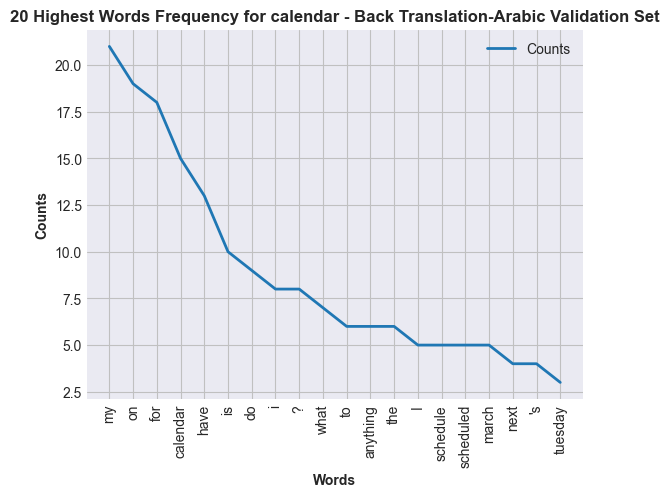 20 Highest Words Frequency for calendar - Back Translation-Arabic Validation Set
Counts
20.0
17.5
15.0
12.5
10.0
7.5
5.0
2.5
Counts
my
on
for
calendar
have
is
do
i
?
what
to
anything
the
I
schedule
scheduled
march
next
's
tuesday
Words